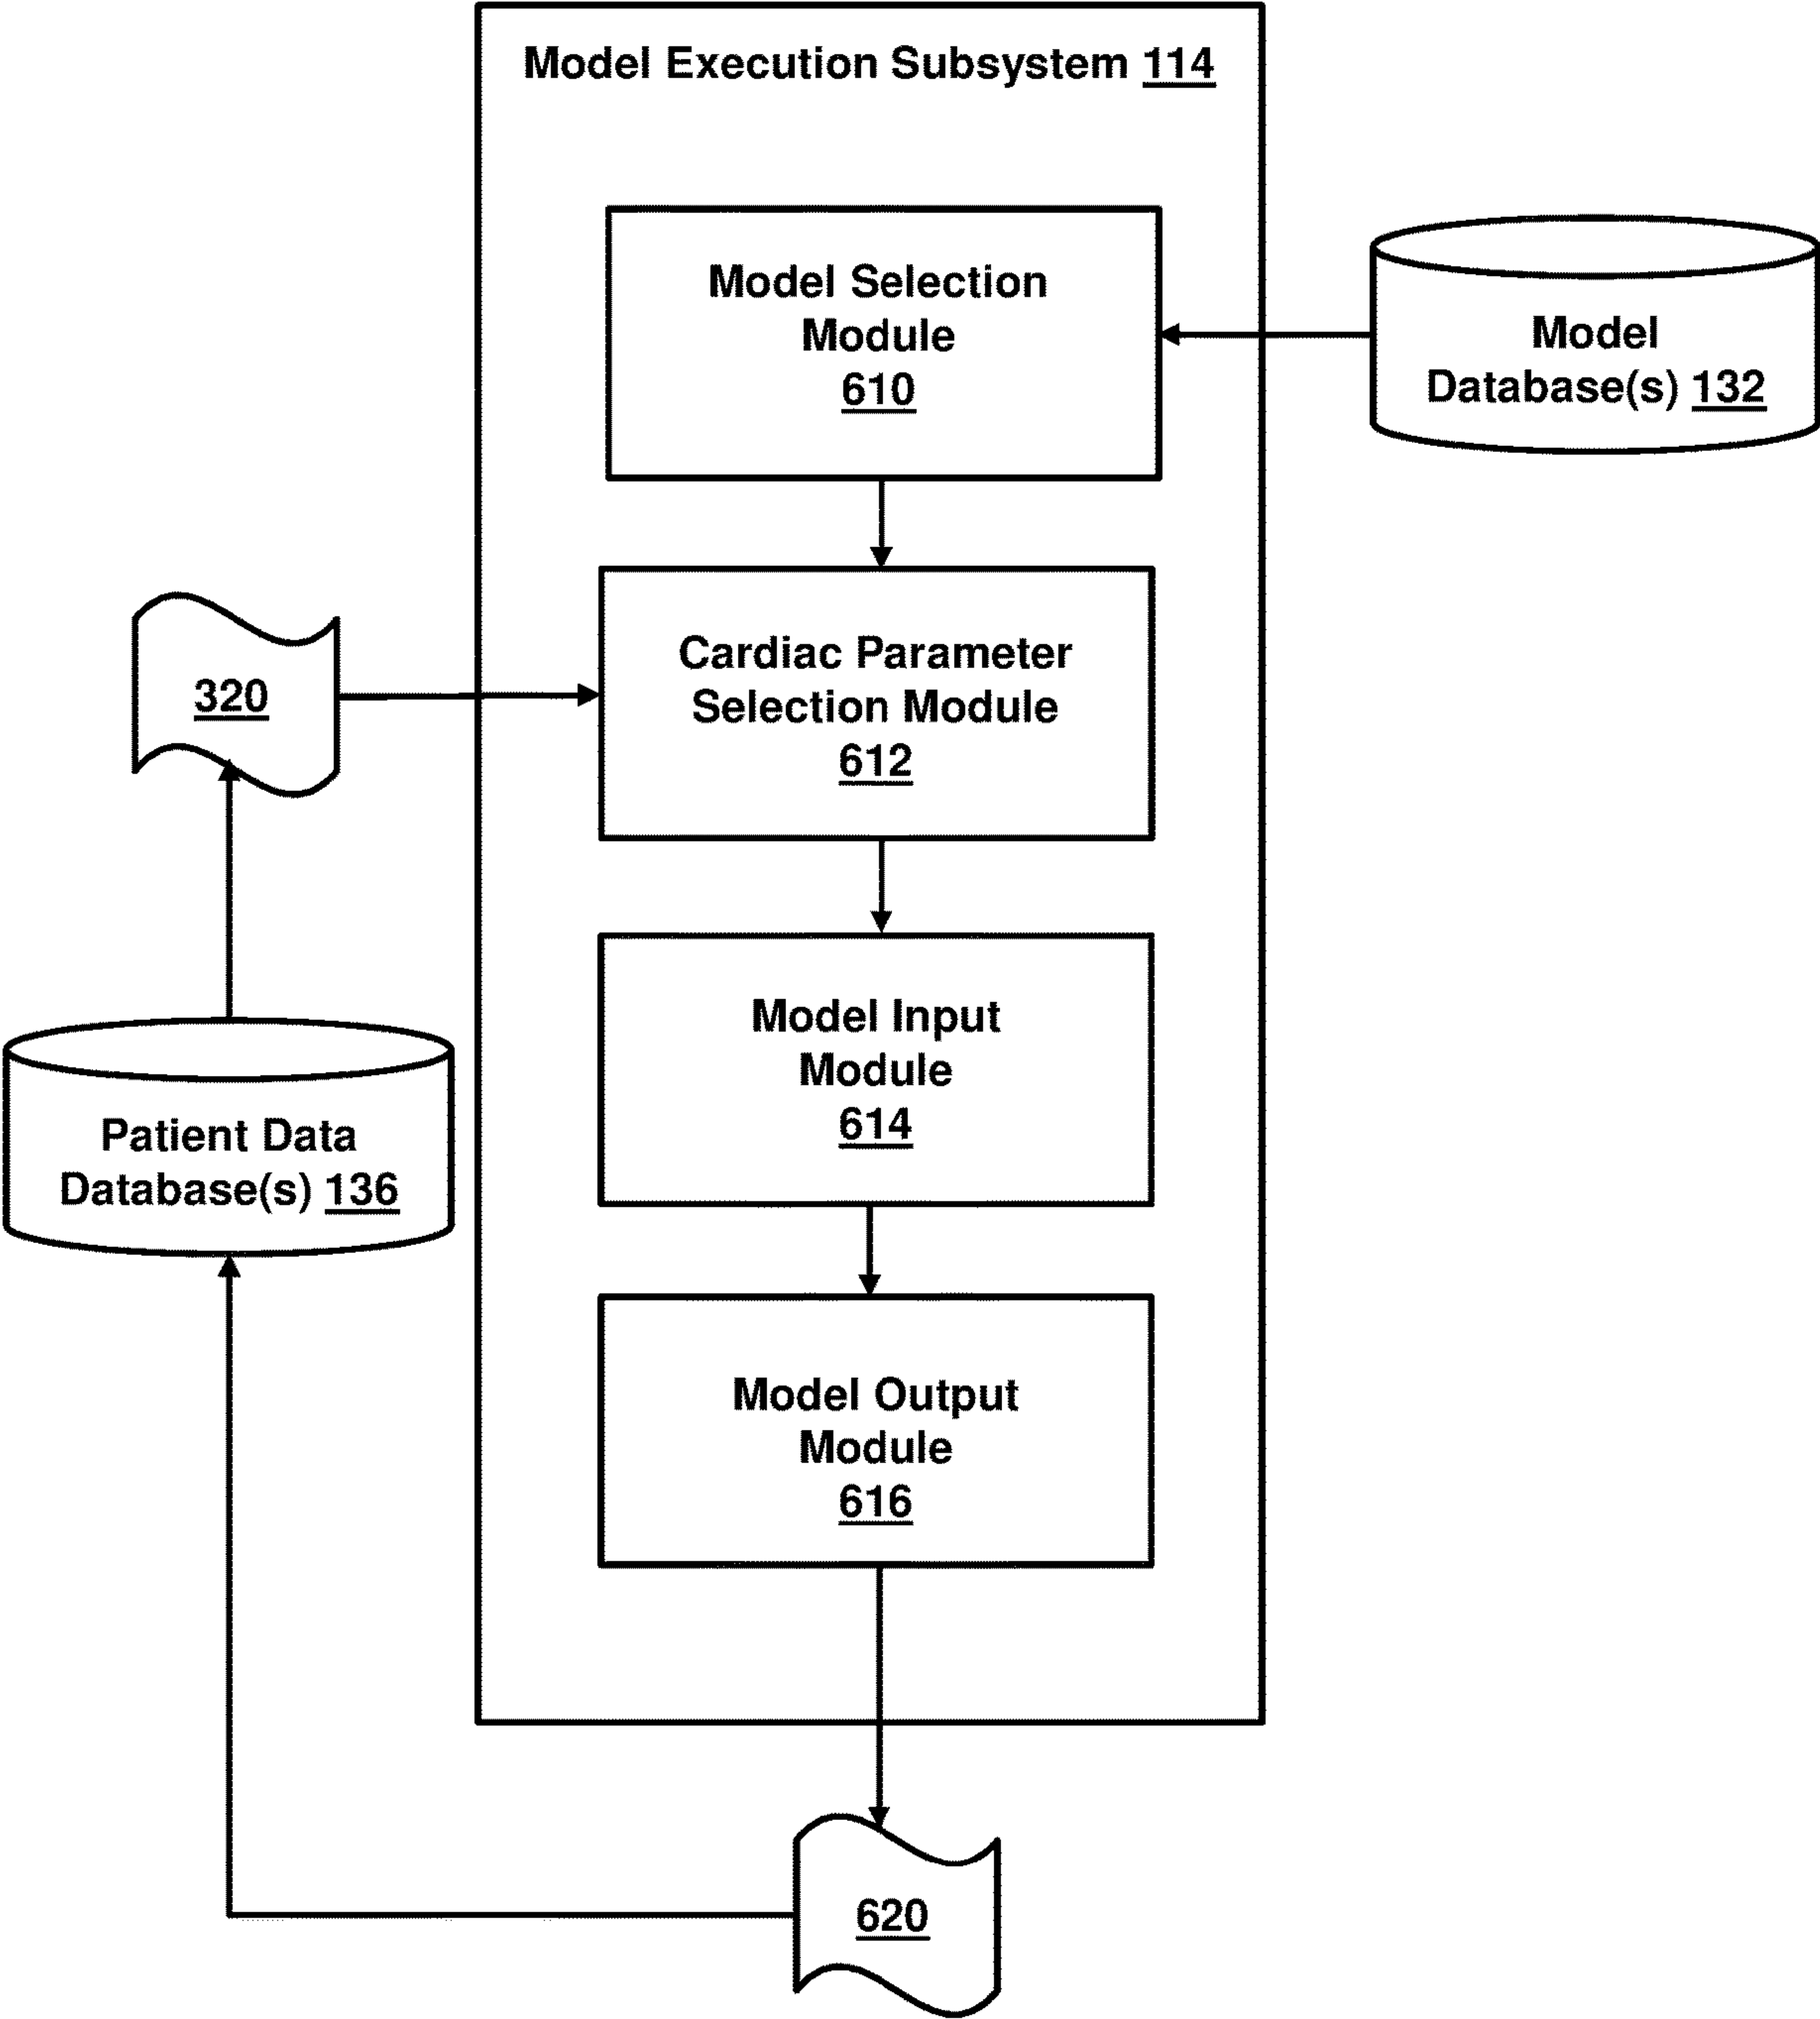 Model Execution Subsystem 114
Model Selection
Module
610
Model
Database(s) 132
Cardiac Parameter
Selection Module
612
320
Model Input
Module
614
Patient Data
Database(s) 136
Model Output
Module
616
620